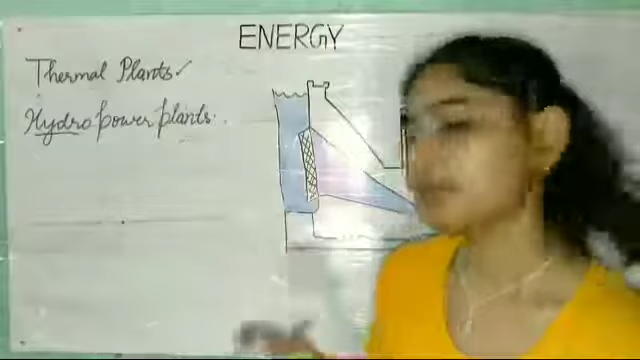 ENERGY
Thermal Plants ✓
Hydro power plants.